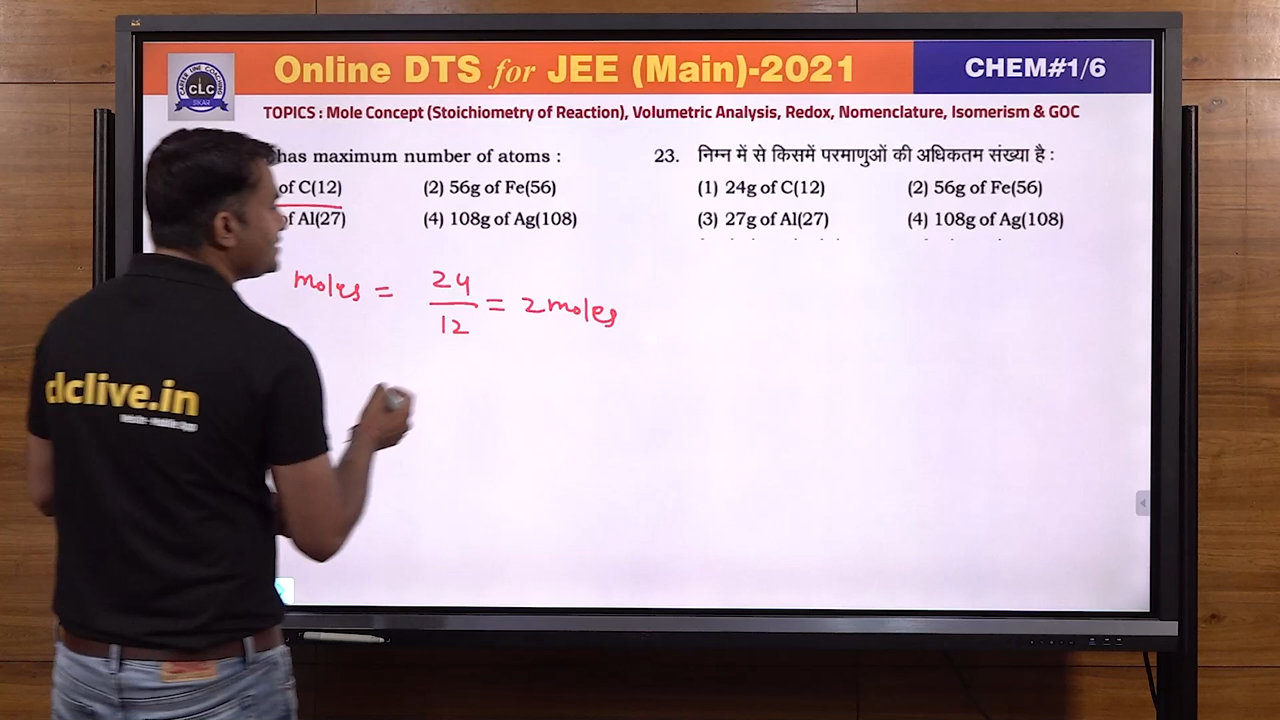 Online DTS for JEE (Main)-2021
CHEM#1/6
CLC
SIKAR
TOPICS : Mole Concept (Stoichiometry of Reaction), Volumetric Analysis, Redox, Nomenclature, Isomerism & GOC
has maximum number of atoms :
of C(12) (2) 56g of Fe(56)
of Al(27) (4) 108g of Ag(108)
23. निम्न में से किसमें परमाणुओं की अधिकतम संख्या है :
(1) 24g of C(12) (2) 56g of Fe(56)
(3) 27g of Al(27) (4) 108g of Ag(108)
moles = 24/12 = 2 moles
clclive.in